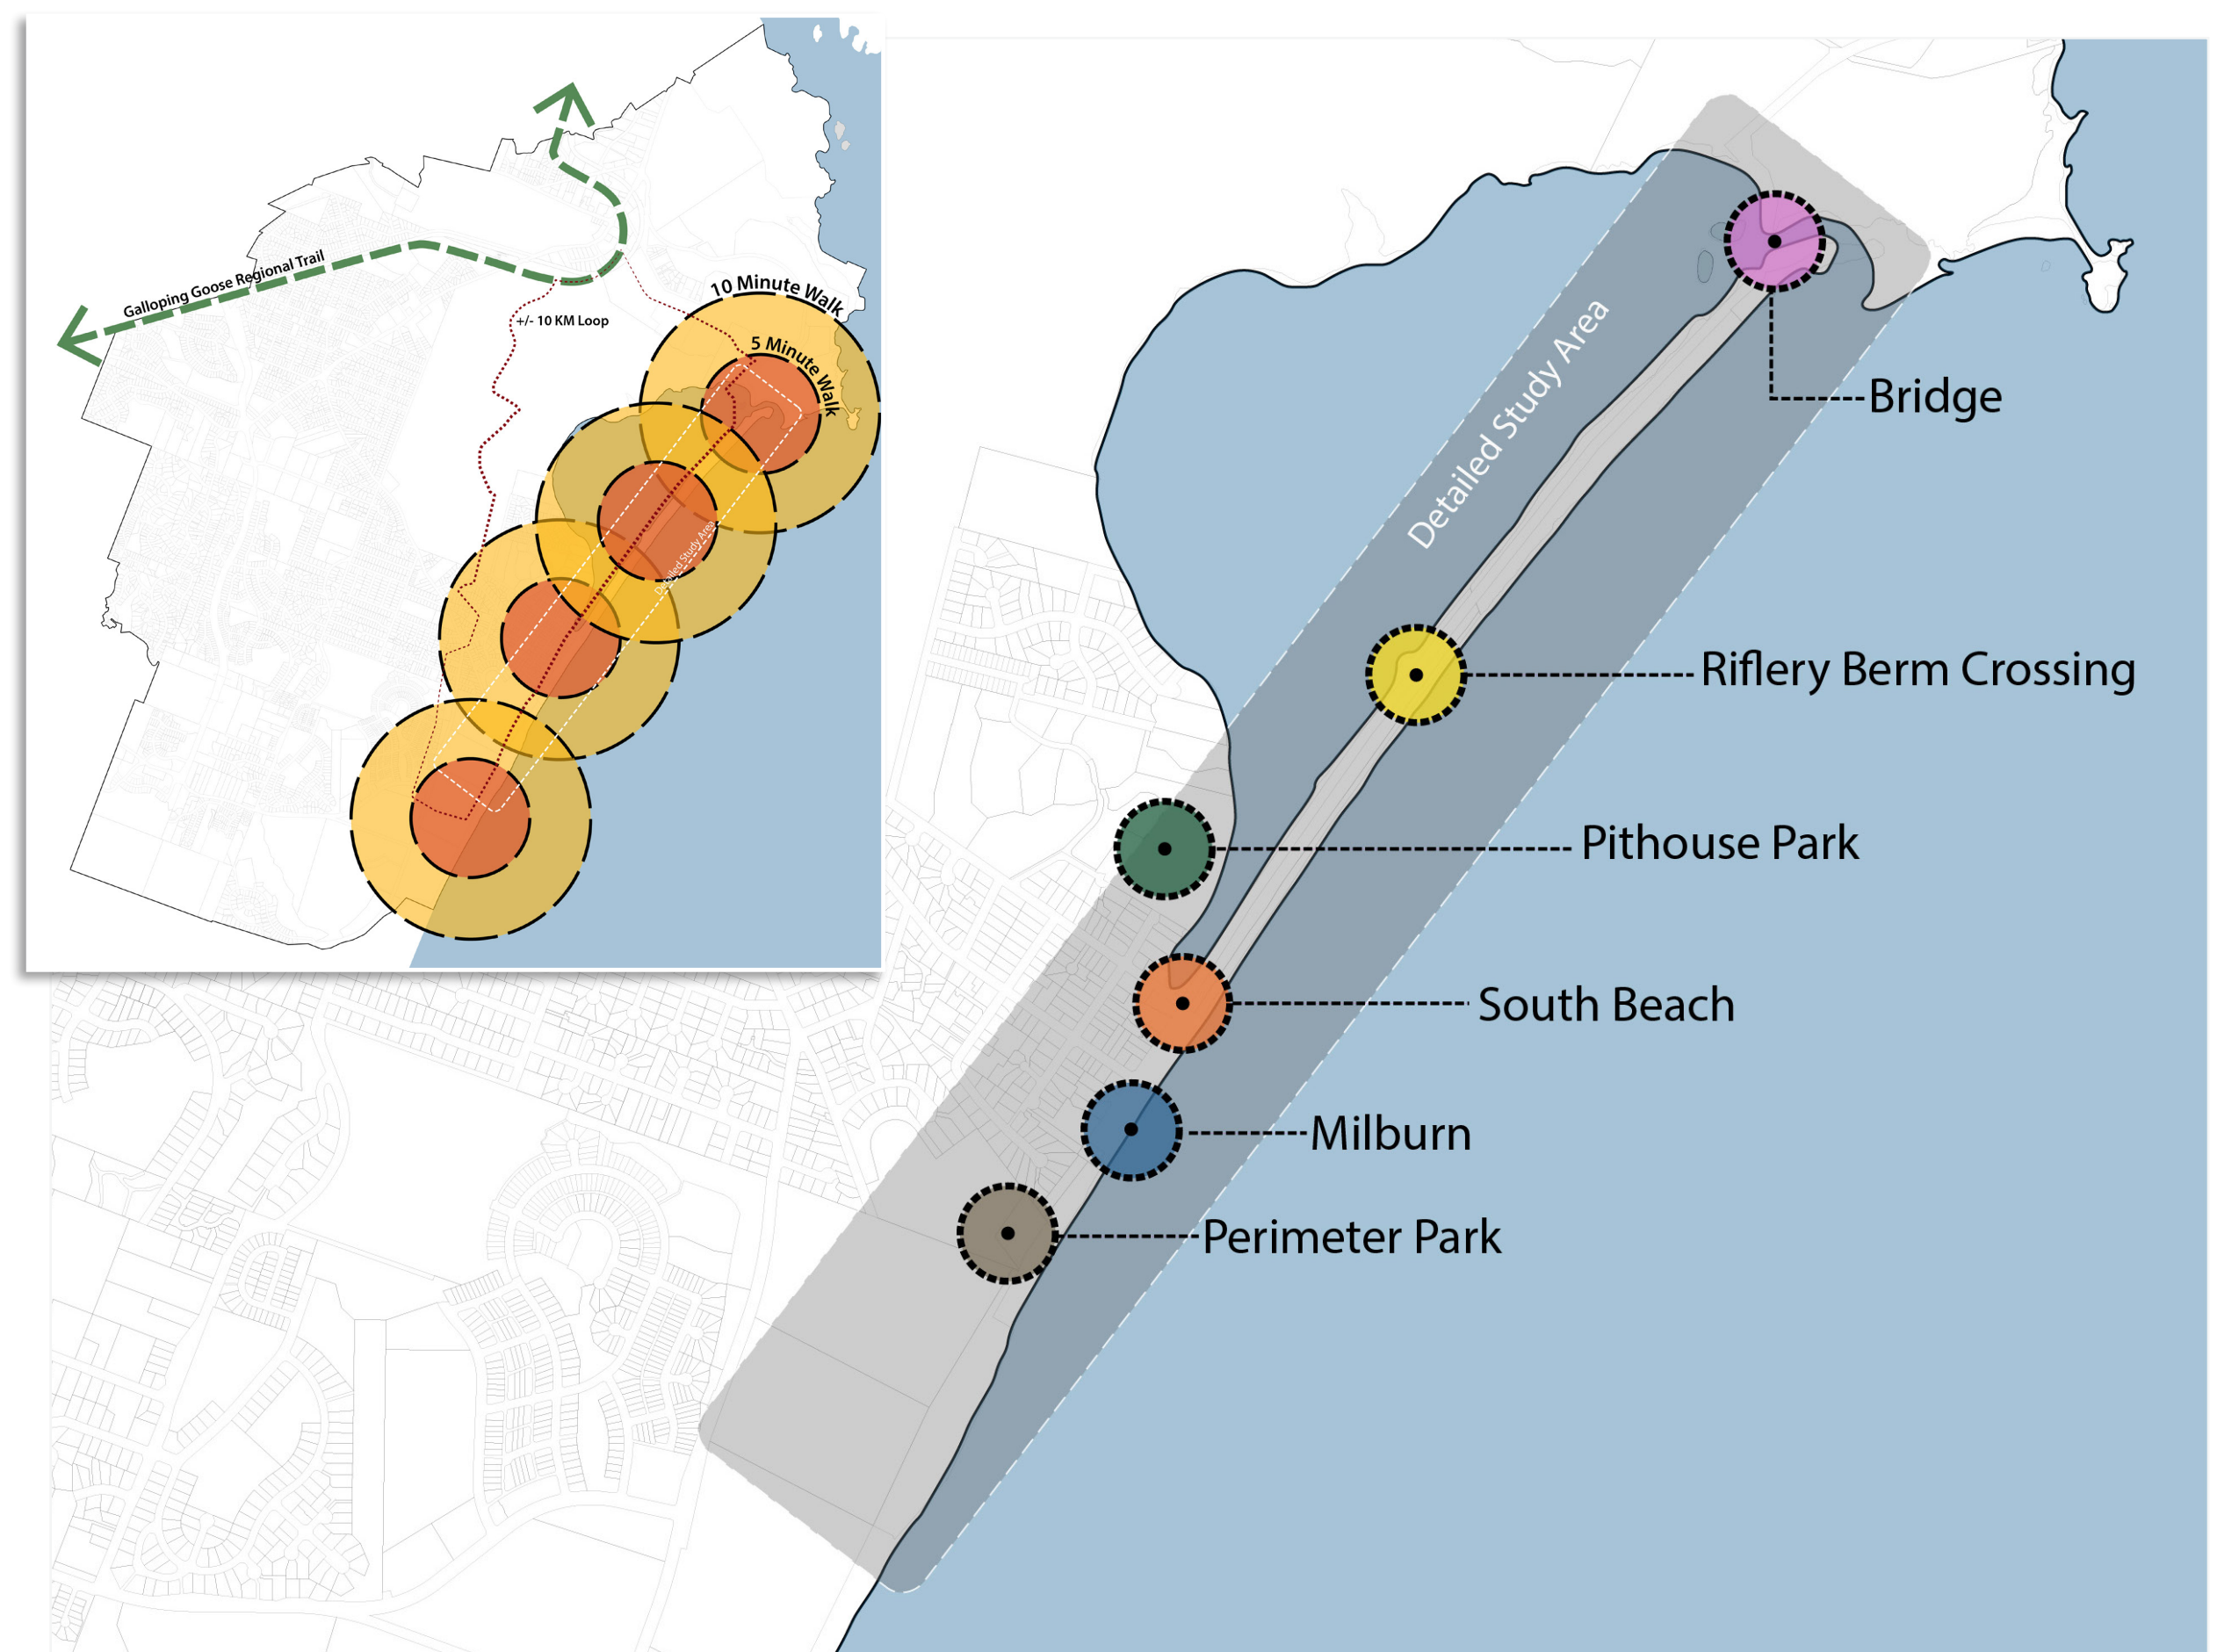 Galloping Goose Regional Trail
+/- 10 KM Loop
10 Minute Walk
5 Minute Walk
Detailed Study Area
Detailed Study Area
Bridge
Riflery Berm Crossing
Pithouse Park
South Beach
Milburn
Perimeter Park